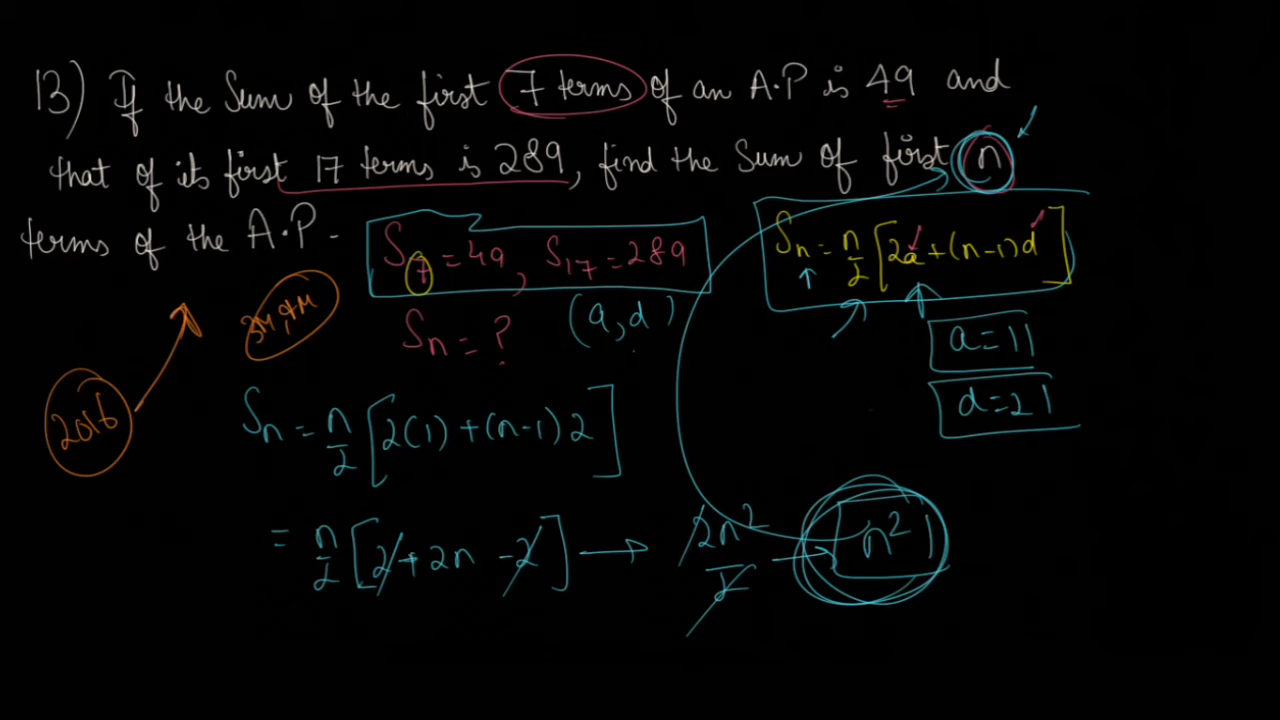 13) If the Sum of the first 7 terms of an A.P is 49 and
that of its first 17 terms is 289, find the Sum of first n
terms of the A.P.
S₇ = 49, S₁₇ = 289
Sₙ = n/2 [2a + (n-1)d]
3M, 4M
Sₙ = ?
(a, d)
a = 1|
d = 2|
2016
Sₙ = n/2 [2(1) + (n-1) 2]
= n/2 [2 + 2n - 2] → 2n²/2 → n²|